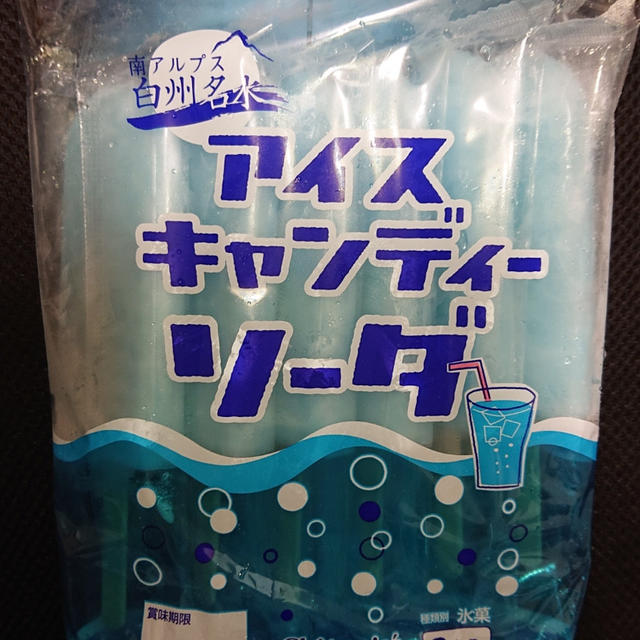 南アルプス
白州名水
アイス
キャンディー
ソーダ
賞味期限
種類別 氷菓